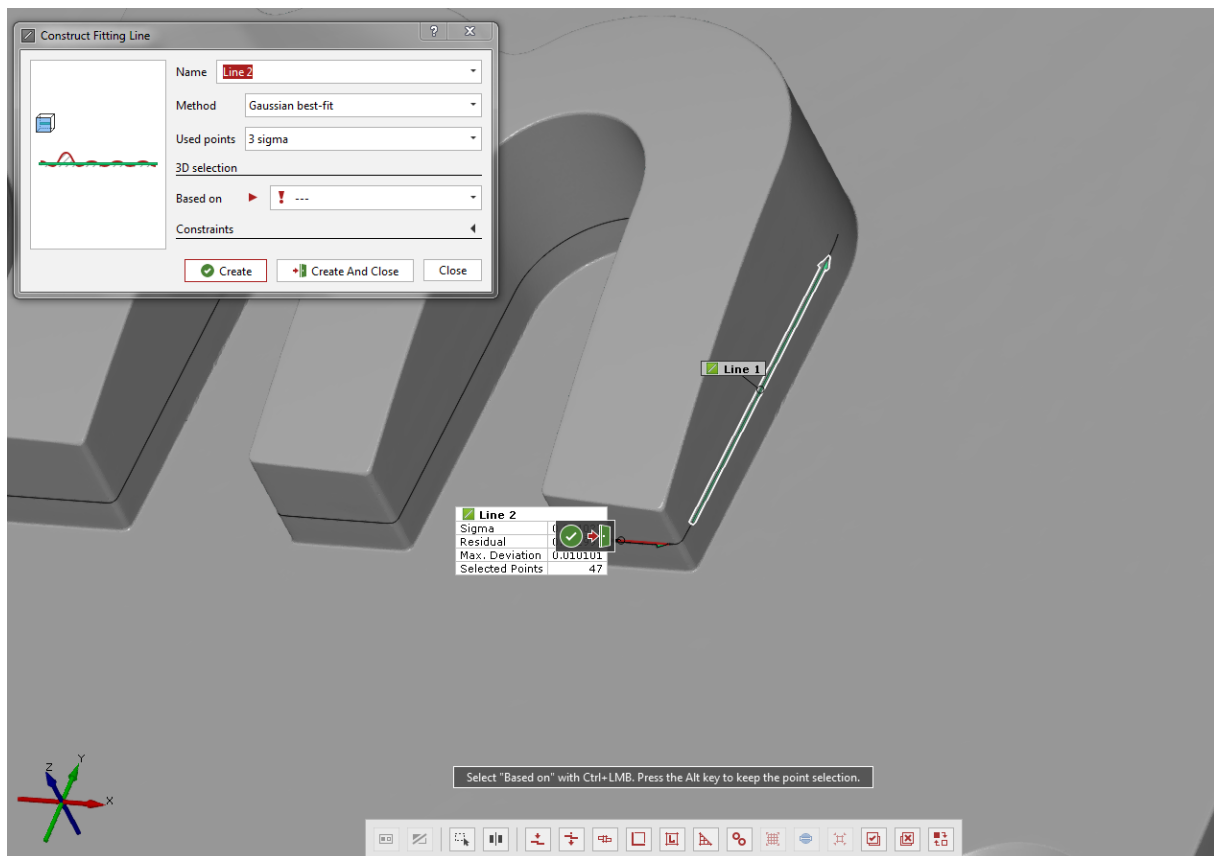 Construct Fitting Line
?
Name Line 2
Method Gaussian best-fit
Used points 3 sigma
3D selection
Based on ! ---
Constraints
Create Create And Close Close
Line 1
Line 2
Sigma
Residual
Max. Deviation 0.010101
Selected Points 47
Z Y
X
Select "Based on" with Ctrl+LMB. Press the Alt key to keep the point selection.